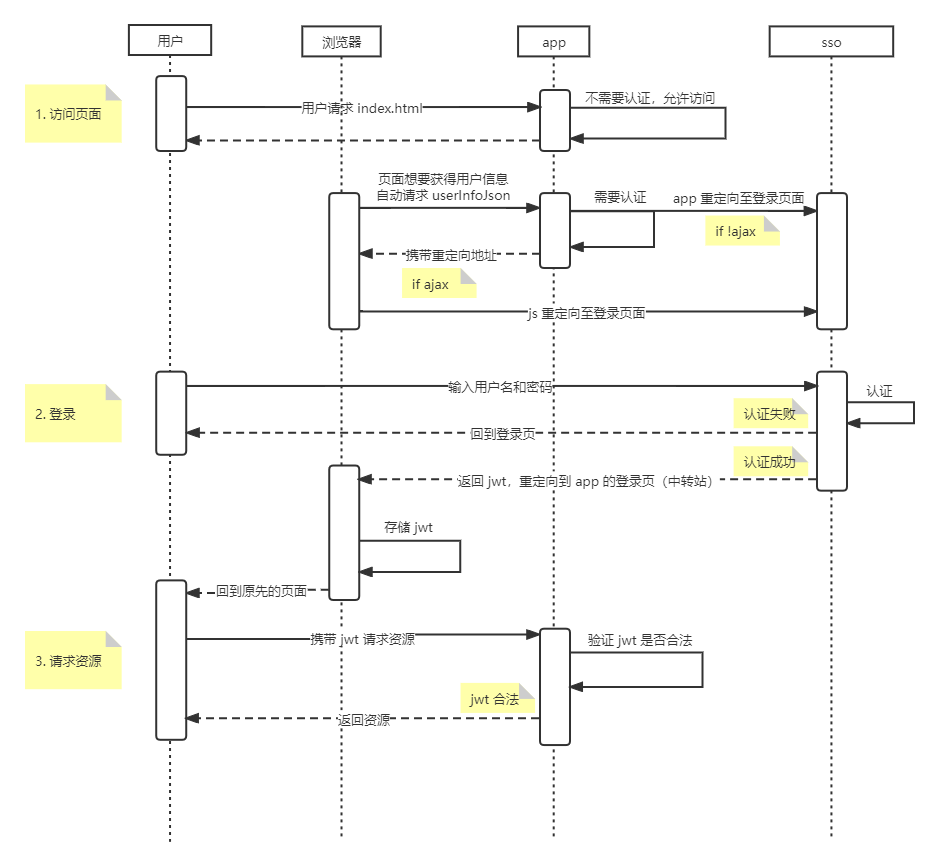 用户
浏览器
app
sso
1. 访问页面
用户请求 index.html
不需要认证，允许访问
页面想要获得用户信息
自动请求 userInfoJson
需要认证
app 重定向至登录页面
if !ajax
携带重定向地址
if ajax
js 重定向至登录页面
2. 登录
输入用户名和密码
认证
认证失败
回到登录页
认证成功
返回 jwt，重定向到 app 的登录页（中转站）
存储 jwt
回到原先的页面
3. 请求资源
携带 jwt 请求资源
验证 jwt 是否合法
jwt 合法
返回资源